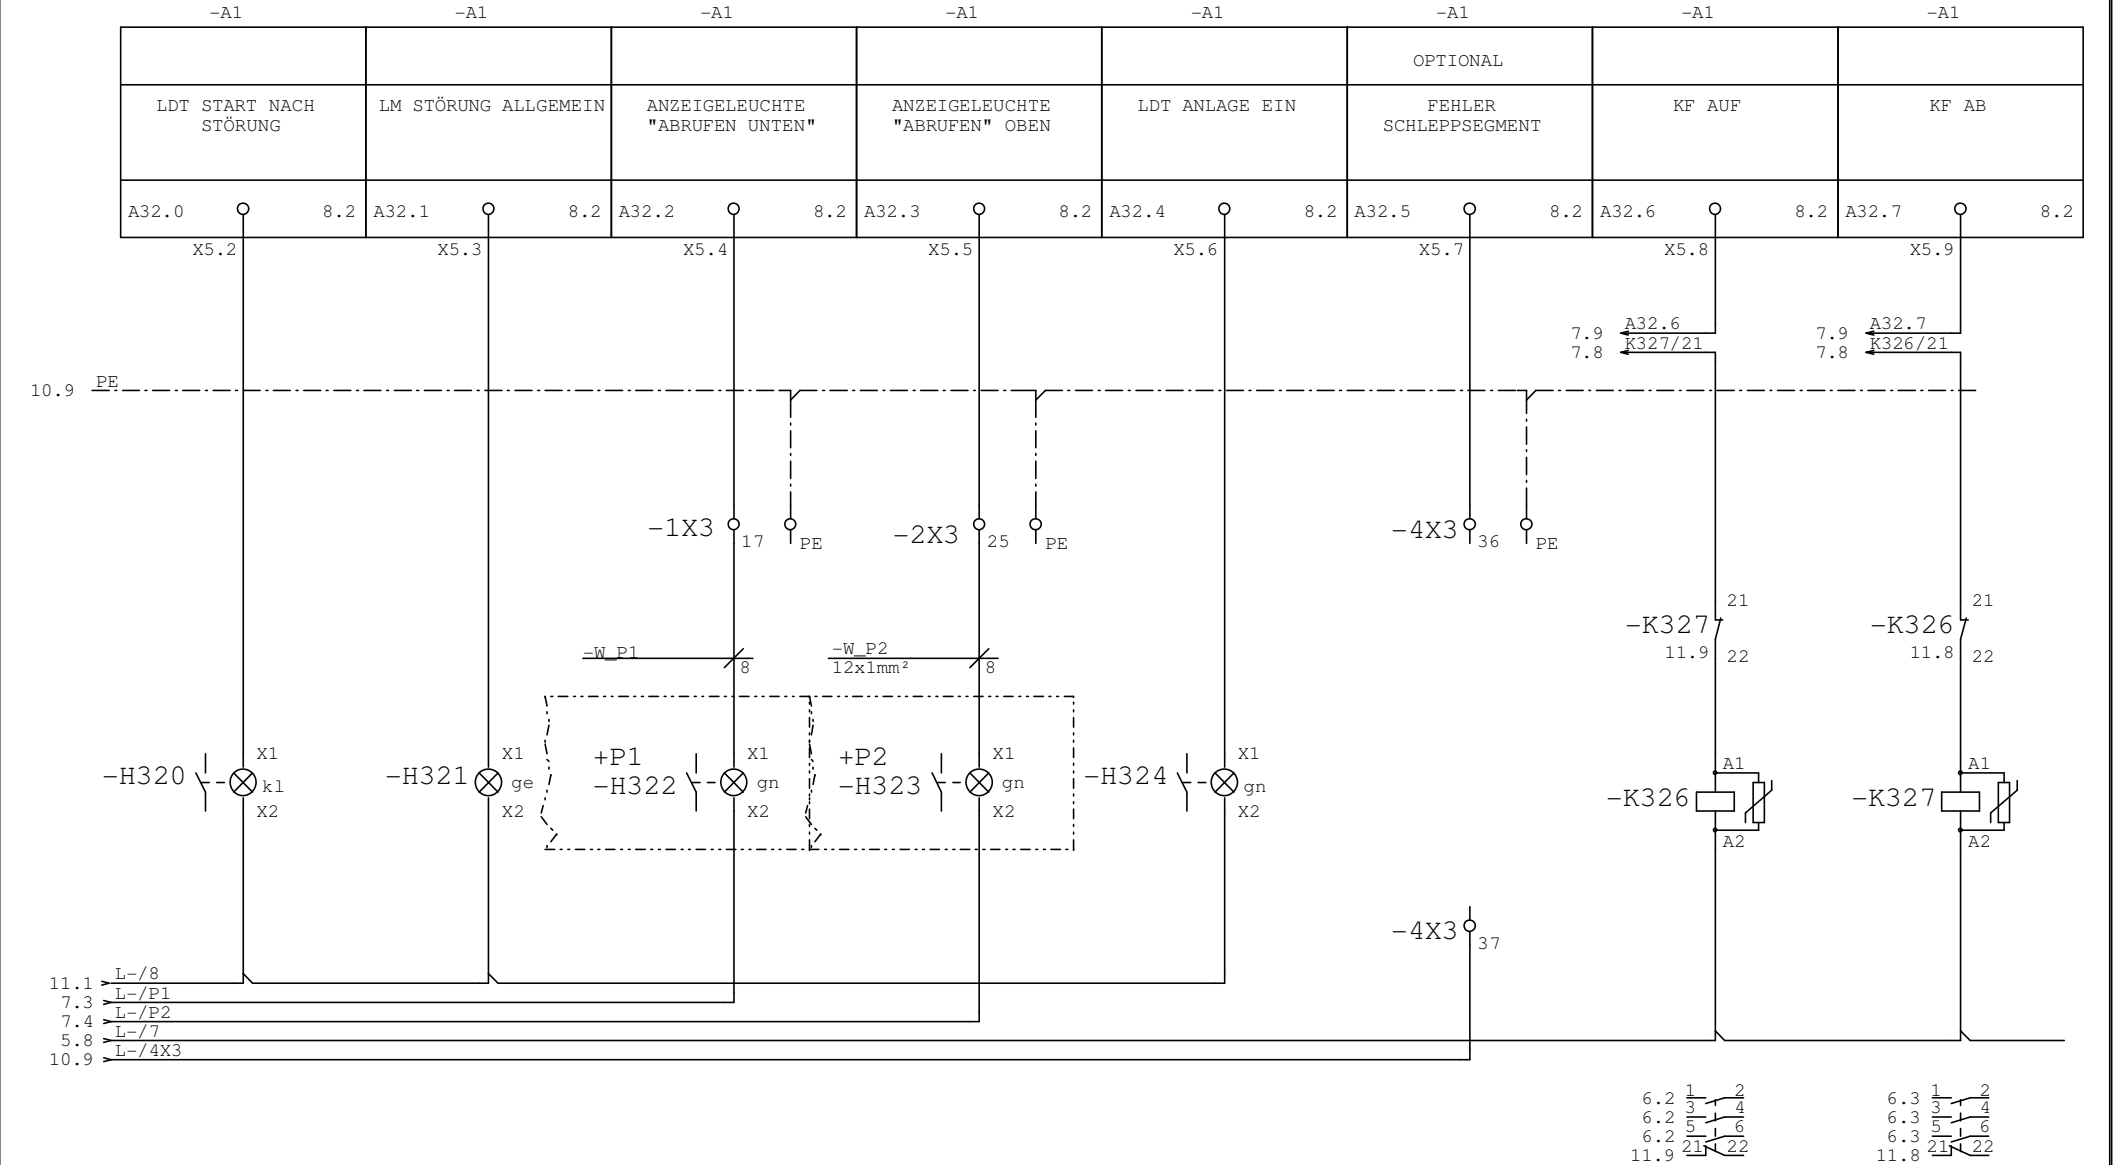 -A1 -A1 -A1 -A1 -A1 -A1 -A1 -A1
OPTIONAL
LDT START NACH STÖRUNG
LM STÖRUNG ALLGEMEIN
ANZEIGELEUCHTE "ABRUFEN UNTEN"
ANZEIGELEUCHTE "ABRUFEN" OBEN
LDT ANLAGE EIN
FEHLER SCHLEPPSEGMENT
KF AUF
KF AB
A32.0 8.2 A32.1 8.2 A32.2 8.2 A32.3 8.2 A32.4 8.2 A32.5 8.2 A32.6 8.2 A32.7 8.2
X5.2 X5.3 X5.4 X5.5 X5.6 X5.7 X5.8 X5.9
7.9 A32.6 7.9 A32.7
7.8 K327/21 7.8 K326/21
10.9 PE
-1X3 17 PE -2X3 25 PE -4X3 36 PE
21 21
-K327 -K326
11.9 22 11.8 22
-W_P1 8 -W_P2 8
12x1mm²
X1 X1 +P1 X1 +P2 X1 X1 A1 A1
-H320 kl -H321 ge -H322 gn -H323 gn -H324 gn -K326 -K327
X2 X2 X2 X2 X2 A2 A2
-4X3 37
11.1 L-/8
7.3 L-/P1
7.4 L-/P2
5.8 L-/7
10.9 L-/4X3
6.2 1 2 6.3 1 2
6.2 3 4 6.3 3 4
6.2 5 6 6.3 5 6
11.9 21 22 11.8 21 22